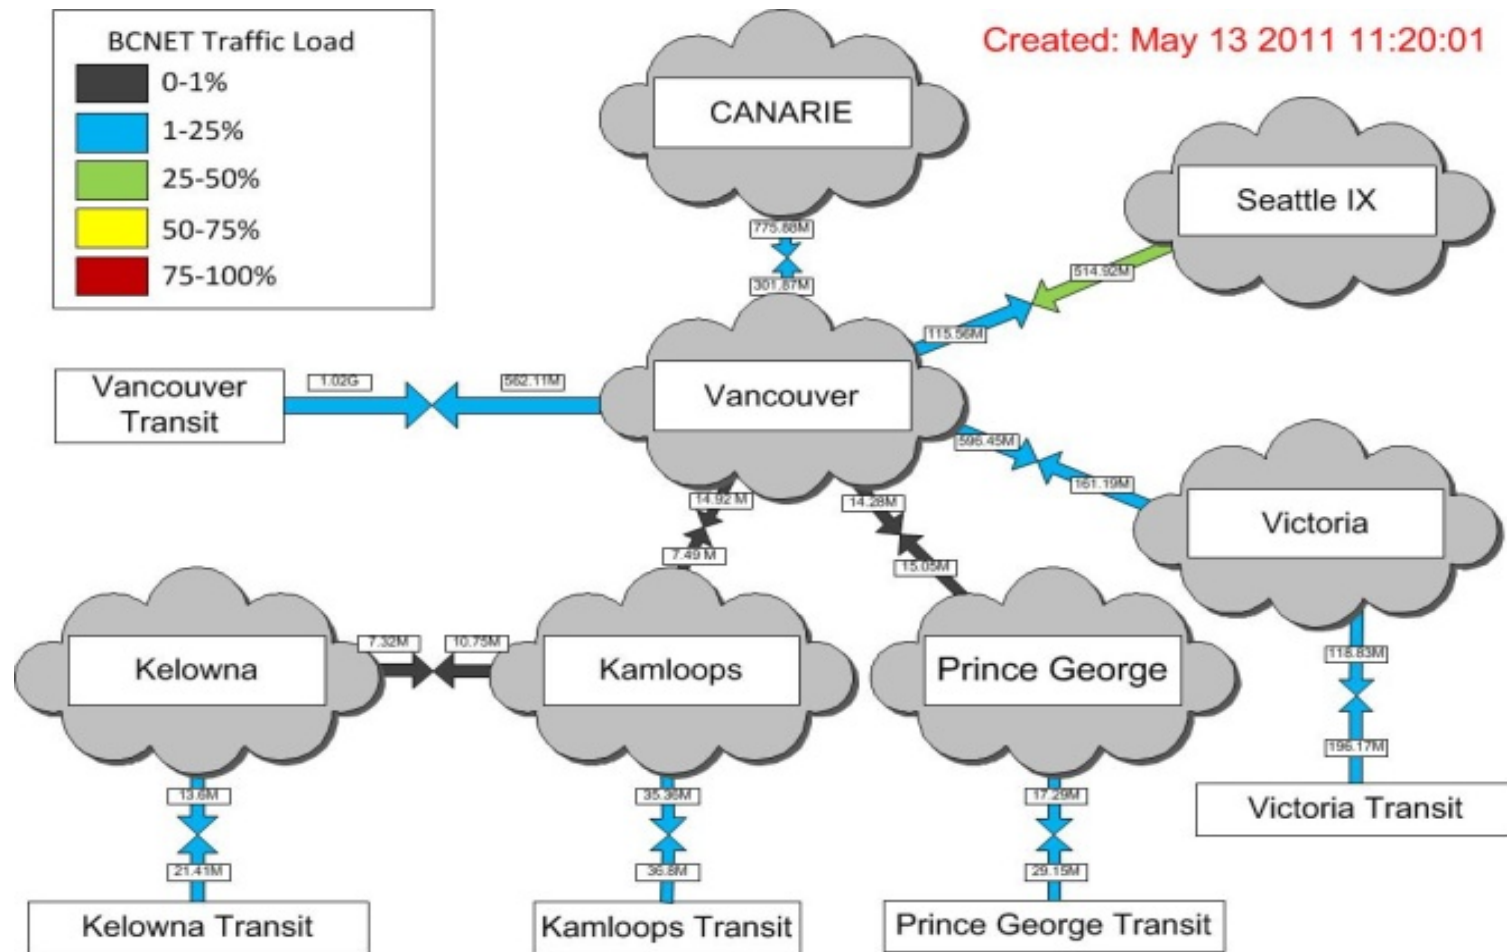 BCNET Traffic Load
0-1%
1-25%
25-50%
50-75%
75-100%
Created: May 13 2011 11:20:01
CANARIE
775.88M
301.87M
Seattle IX
514.92M
115.56M
Vancouver
Transit
1.02G
562.11M
Vancouver
596.45M
161.19M
Victoria
14.92 M
7.49 M
14.28M
15.05M
Kelowna
7.32M
10.75M
Kamloops
Prince George
118.83M
196.17M
Victoria Transit
13.6M
21.41M
Kelowna Transit
35.36M
36.8M
Kamloops Transit
17.29M
29.15M
Prince George Transit